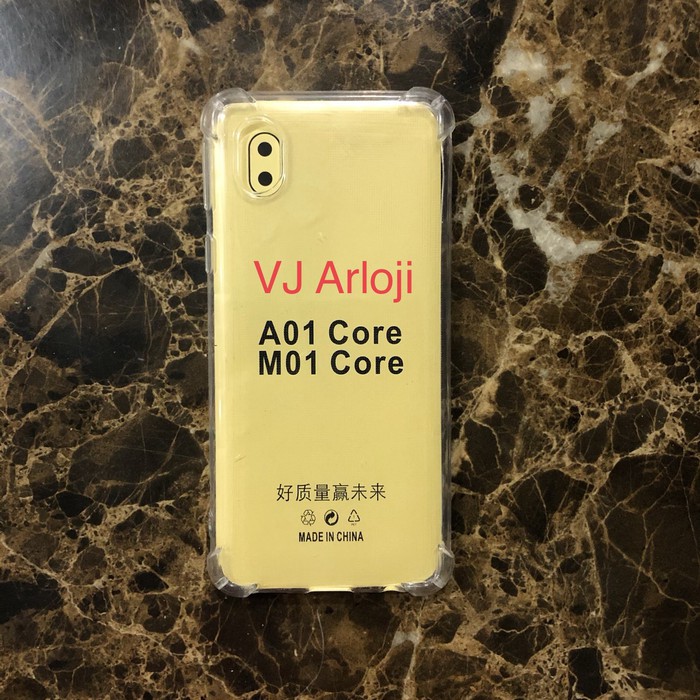 VJ Arloji
A01 Core
M01 Core
好质量赢未来
MADE IN CHINA